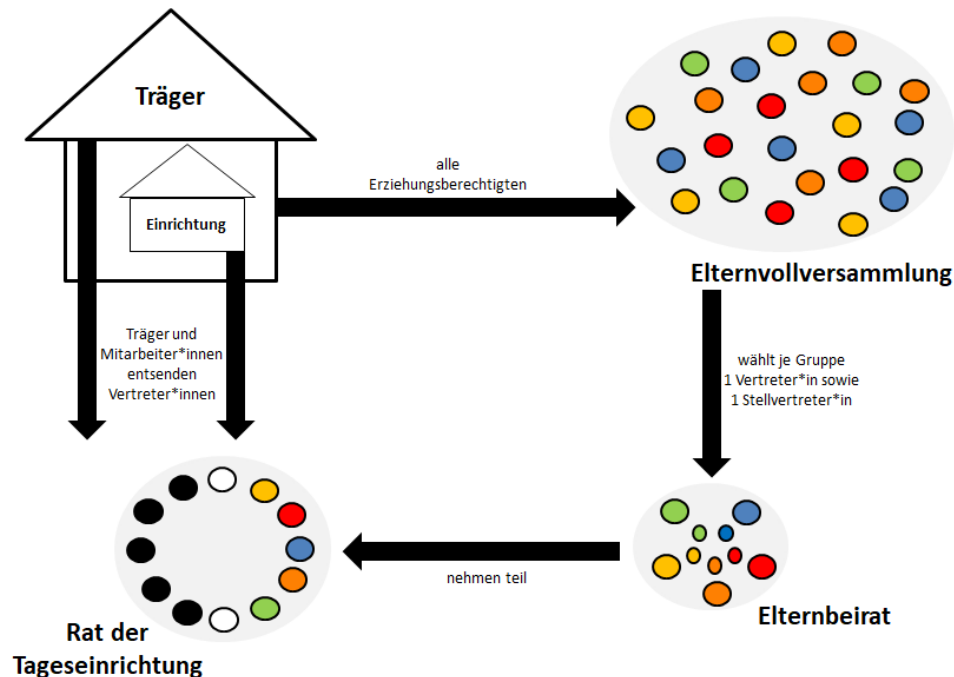 Träger
Einrichtung
alle
Erziehungsberechtigten
Elternvollversammlung
Träger und
Mitarbeiter*innen
entsenden
Vertreter*innen
wählt je Gruppe
1 Vertreter*in sowie
1 Stellvertreter*in
nehmen teil
Elternbeirat
Rat der
Tageseinrichtung